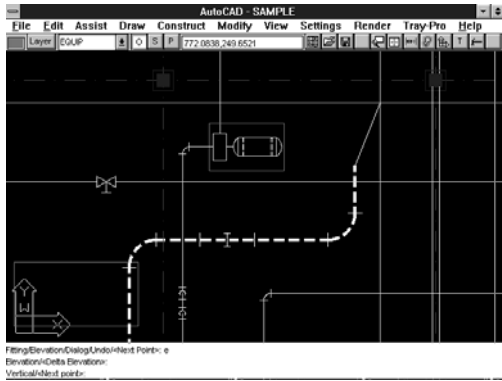 AutoCAD - SAMPLE
File Edit Assist Draw Construct Modify View Settings Render Tray-Pro Help
Layer EQUIP O S P 772.0838,249.6521 T
Y
W
X
Fitting/Elevation/Dialog/Undo/<Next Point>: e
Elevation/<Delta Elevation>:
Vertical/<Next point>: